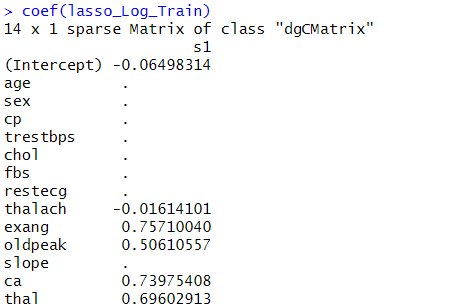 > coef(lasso_Log_Train)
14 x 1 sparse Matrix of class "dgCMatrix"
                     s1
(Intercept) -0.06498314
age          .
sex          .
cp           .
trestbps     .
chol         .
fbs          .
restecg      .
thalach     -0.01614101
exang        0.75710040
oldpeak      0.50610557
slope        .
ca           0.73975408
thal         0.69602913